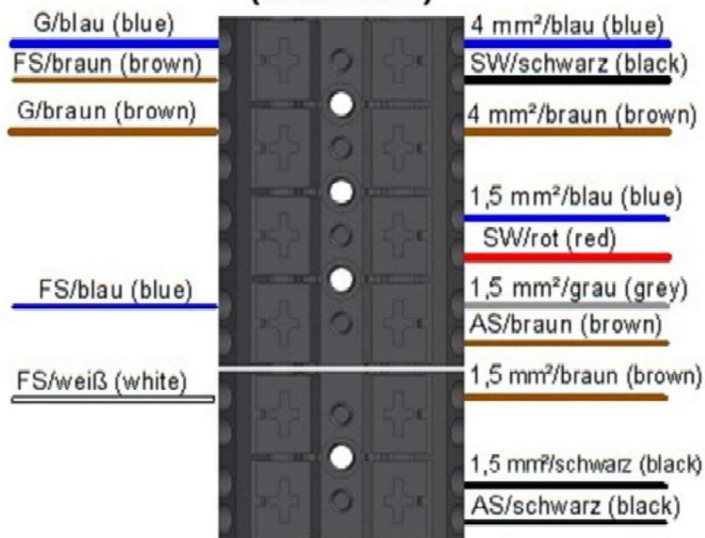 G/blau (blue)
4 mm²/blau (blue)
FS/braun (brown)
SW/schwarz (black)
G/braun (brown)
4 mm²/braun (brown)
1,5 mm²/blau (blue)
SW/rot (red)
FS/blau (blue)
1,5 mm²/grau (grey)
AS/braun (brown)
FS/weiß (white)
1,5 mm²/braun (brown)
1,5 mm²/schwarz (black)
AS/schwarz (black)